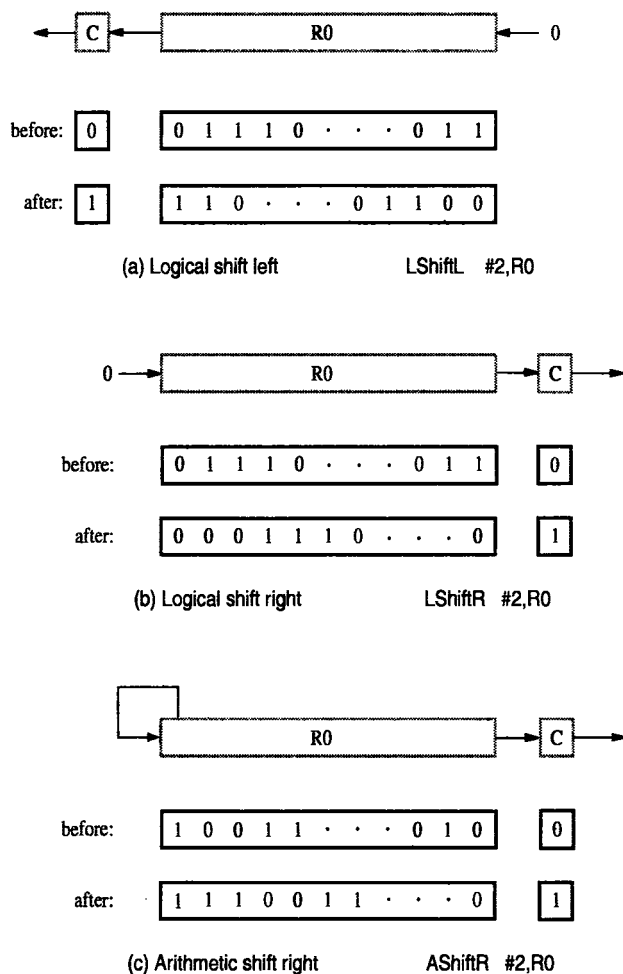 C R0 0
before: 0 0 1 1 1 0 · · · 0 1 1
after: 1 1 1 0 · · · 0 1 1 0 0
(a) Logical shift left LShiftL #2,R0
0 R0 C
before: 0 1 1 1 0 · · · 0 1 1 0
after: 0 0 0 1 1 1 0 · · · 0 1
(b) Logical shift right LShiftR #2,R0
R0 C
before: 1 0 0 1 1 · · · 0 1 0 0
after: 1 1 1 0 0 1 1 · · · 0 1
(c) Arithmetic shift right AShiftR #2,R0